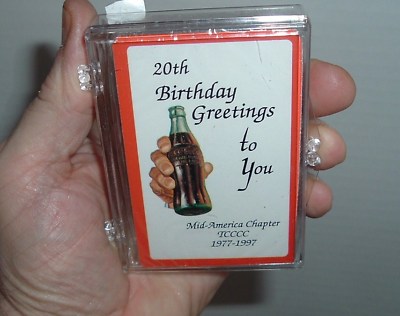 20th
Birthday
Greetings
to
You
Mid-America Chapter
TCCCC
1977-1997